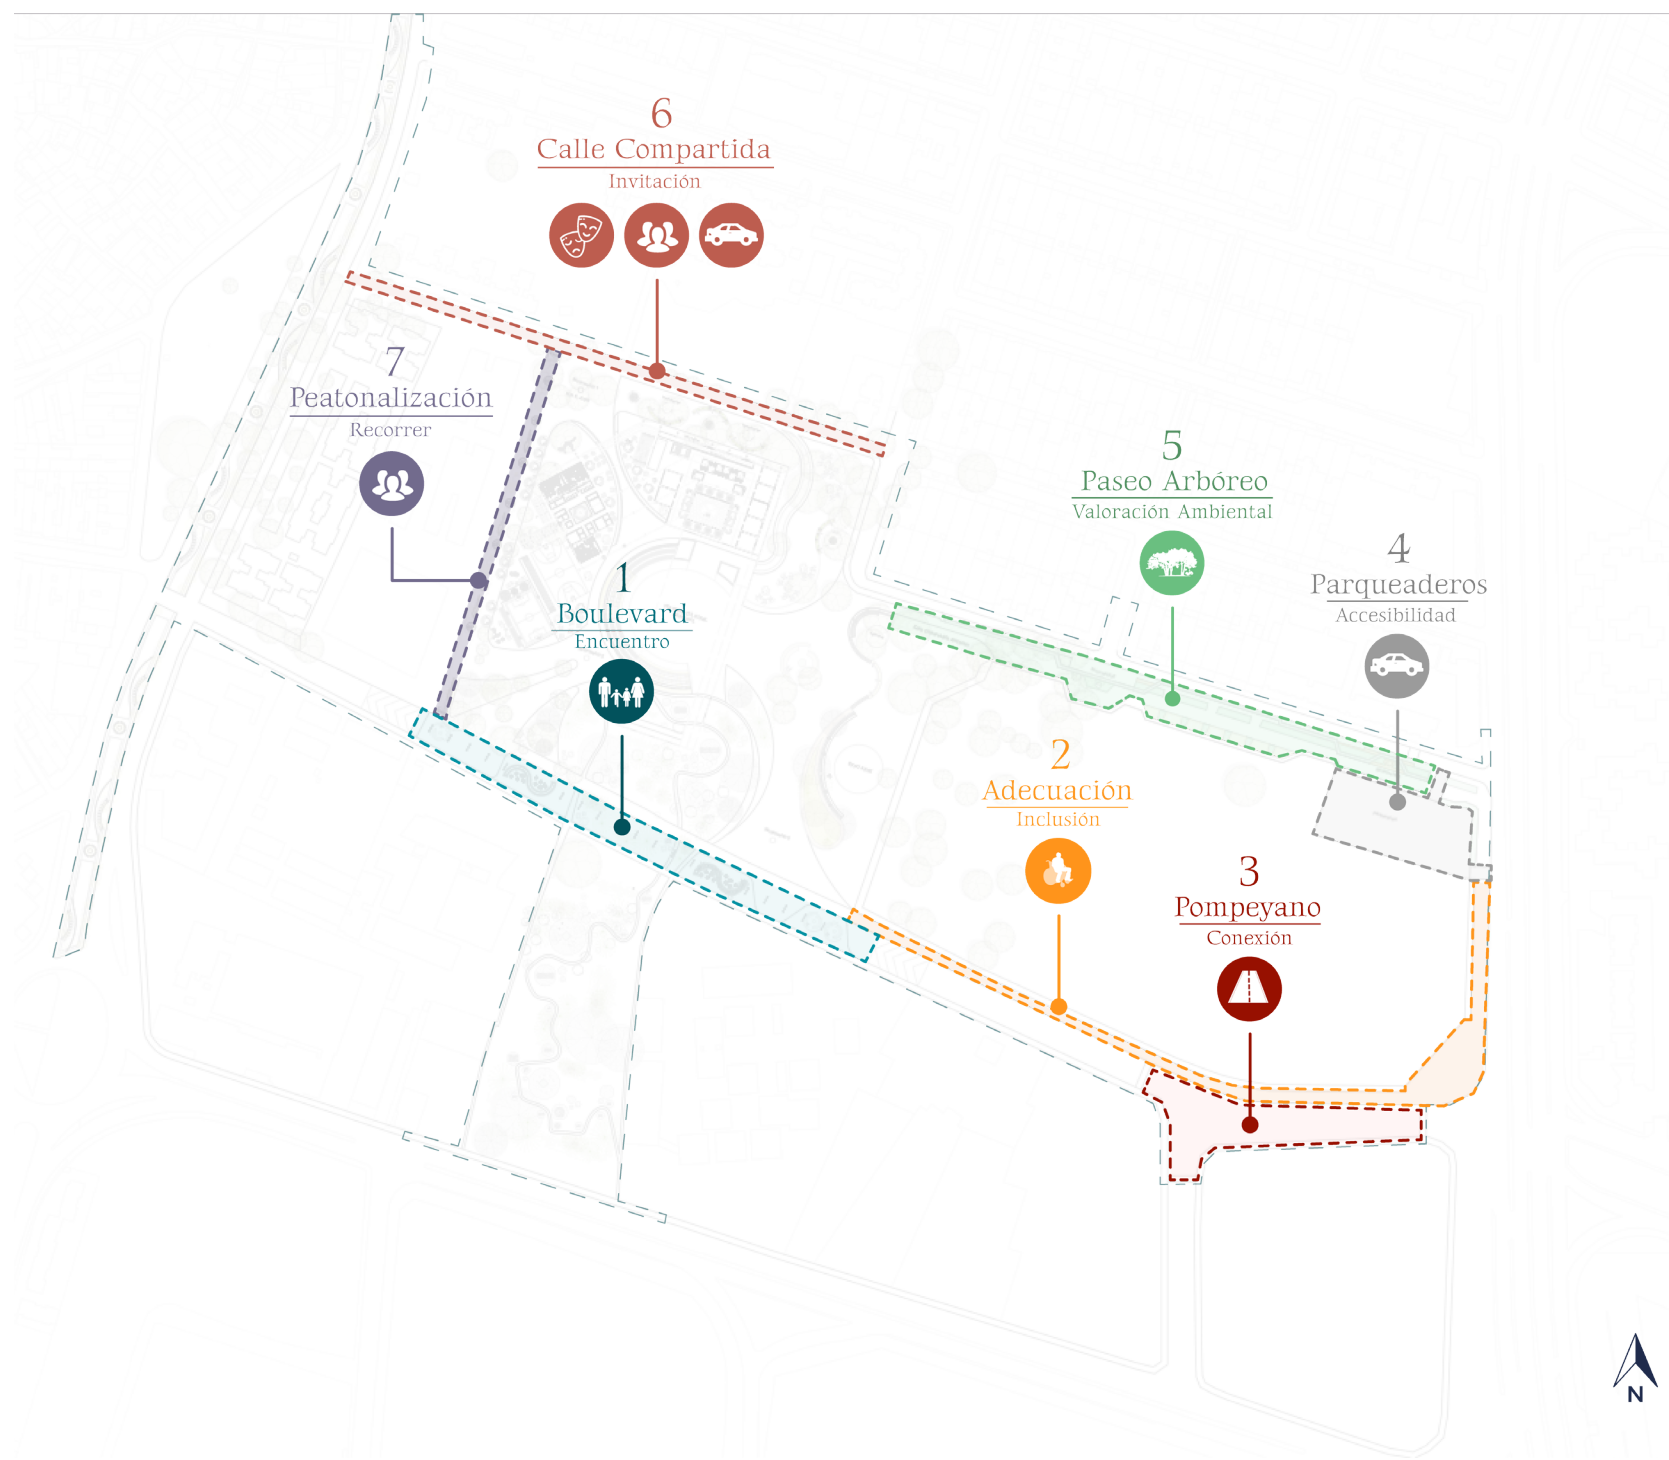 6
Calle Compartida
Invitación
7
Peatonalización
Recorrer
5
Paseo Arbóreo
Valoración Ambiental
4
Parqueaderos
Accesibilidad
1
Boulevard
Encuentro
2
Adecuación
Inclusión
3
Pompeyano
Conexión
N